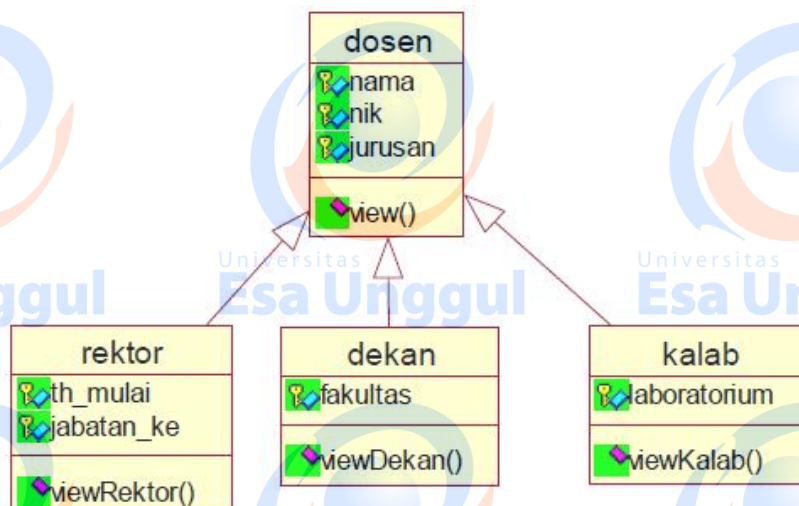 dosen
nama
nik
jurusan
view()
Universitas
Esa Unggul
ggul
Universitas
Esa Un
rektor
th_mulai
jabatan_ke
viewRektor()
dekan
fakultas
viewDekan()
kalab
laboratorium
viewKalab()